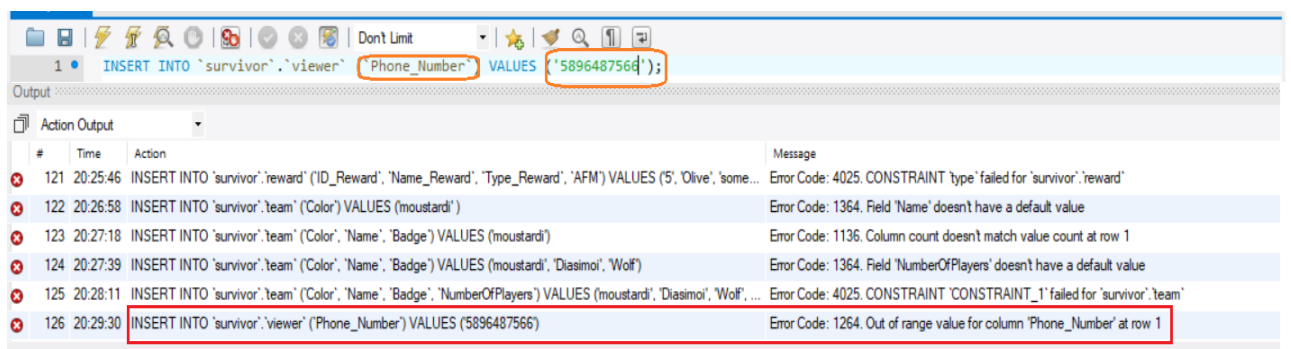 Don't Limit
1 INSERT INTO `survivor`.`viewer` (`Phone_Number`) VALUES ('5896487566');
Output
Action Output
# Time Action Message
121 20:25:46 INSERT INTO `survivor`.`reward` (`ID_Reward`, `Name_Reward`, `Type_Reward`, `AFM`) VALUES ('5', 'Olive', 'some... Error Code: 4025. CONSTRAINT `type` failed for `survivor`.`reward`
122 20:26:58 INSERT INTO `survivor`.`team` (`Color`) VALUES ('moustardi' ) Error Code: 1364. Field 'Name' doesn't have a default value
123 20:27:18 INSERT INTO `survivor`.`team` (`Color`, `Name`, `Badge`) VALUES ('moustardi') Error Code: 1136. Column count doesn't match value count at row 1
124 20:27:39 INSERT INTO `survivor`.`team` (`Color`, `Name`, `Badge`) VALUES ('moustardi', 'Diasimoi', 'Wolf') Error Code: 1364. Field 'NumberOfPlayers' doesn't have a default value
125 20:28:11 INSERT INTO `survivor`.`team` (`Color`, `Name`, `Badge`, `NumberOfPlayers`) VALUES ('moustardi', 'Diasimoi', 'Wolf', ... Error Code: 4025. CONSTRAINT `CONSTRAINT_1` failed for `survivor`.`team`
126 20:29:30 INSERT INTO `survivor`.`viewer` (`Phone_Number`) VALUES ('5896487566') Error Code: 1264. Out of range value for column 'Phone_Number' at row 1